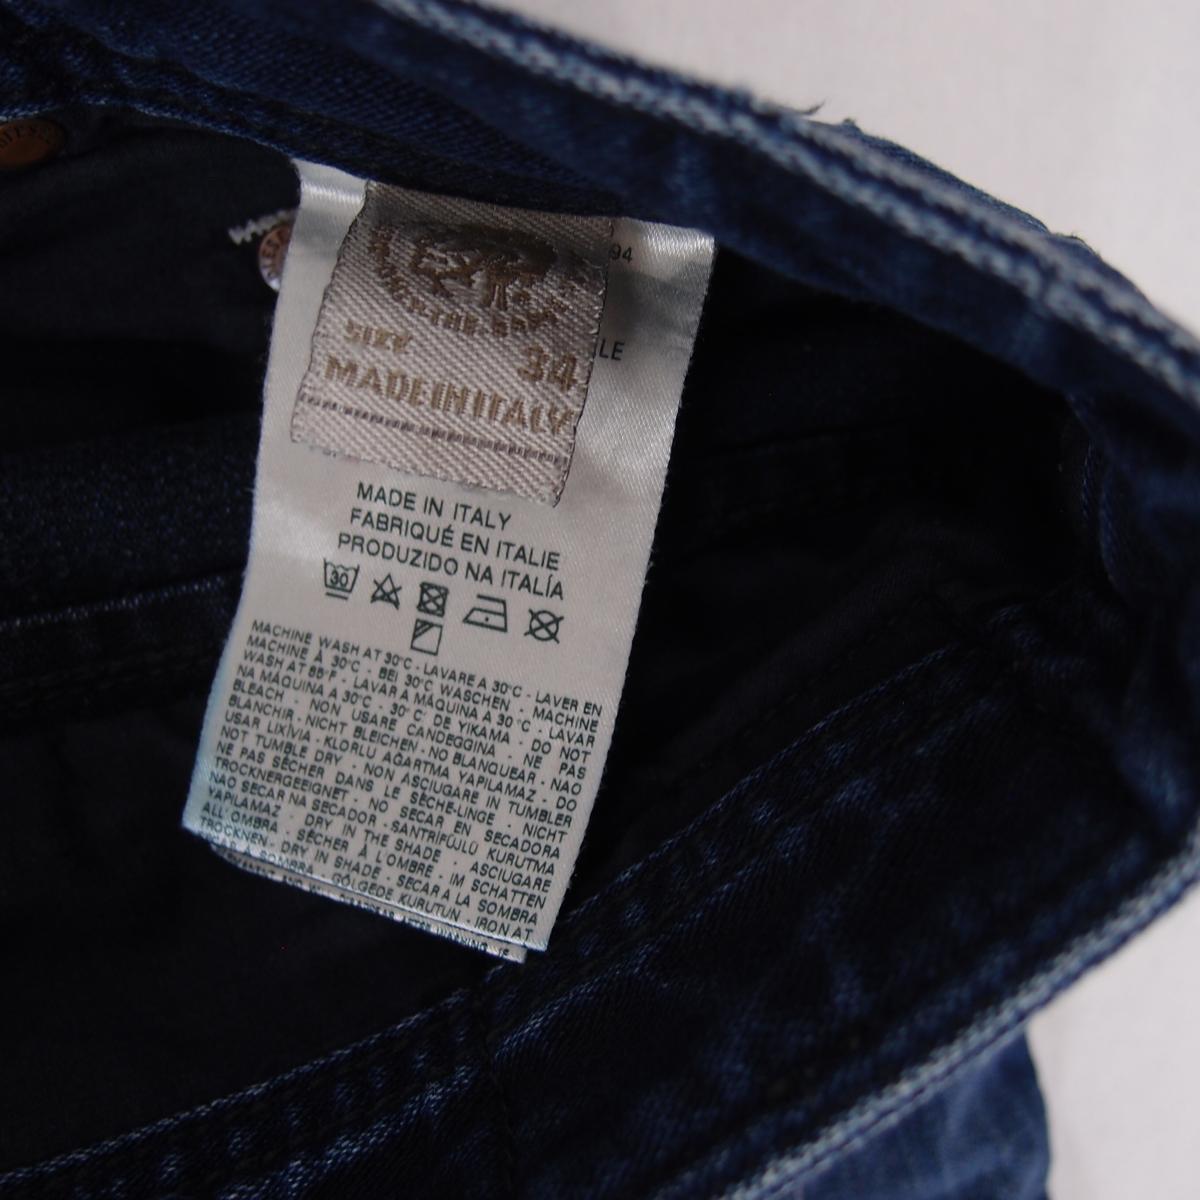 94
SIZE 34
LE
MADE IN ITALY
MADE IN ITALY
FABRIQUÉ EN ITALIE
PRODUZIDO NA ITALÍA
30
MACHINE WASH AT 30°C - LAVARE A 30°C - LAVER EN
MACHINE À 30°C - BEI 30°C WASCHEN - MACHINE
WASH AT 86°F - LAVAR A MÁQUINA A 30°C - LAVAR
NA MÁQUINA A 30°C - 30°C DE YIKAMA - DO NOT
BLEACH - NON USARE CANDEGGINA - NE PAS
BLANCHIR - NICHT BLEICHEN - NO BLANQUEAR - NAO
USAR LIXÍVIA - KLORLU AGARTMA YAPILAMAZ - DO
NOT TUMBLE DRY - NON ASCIUGARE IN TUMBLER
NE PAS SÉCHER DANS LE SÈCHE-LINGE - NICHT
TROCKNERGEEIGNET - NO SECAR EN SECADORA
NAO SECAR NA SECADOR - SANTRIFÜJLÜ KURUTMA
YAPILAMAZ - DRY IN THE SHADE - ASCIUGARE
ALL'OMBRA - SÉCHER À L'OMBRE - IM SCHATTEN
TROCKNEN - DRY IN SHADE - SECAR A LA SOMBRA
A SOMBRA - GÖLGEDE KURUTUN - IRON AT